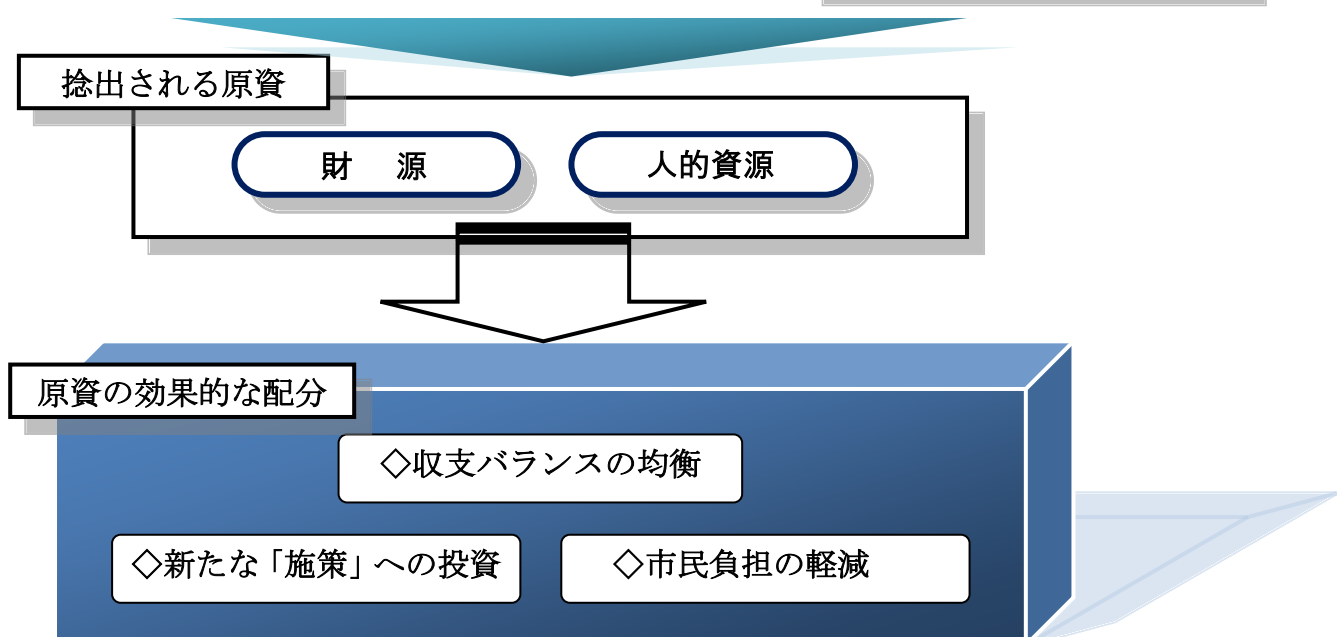 捻出される原資
財　源
人的資源
原資の効果的な配分
◇収支バランスの均衡
◇新たな「施策」への投資
◇市民負担の軽減